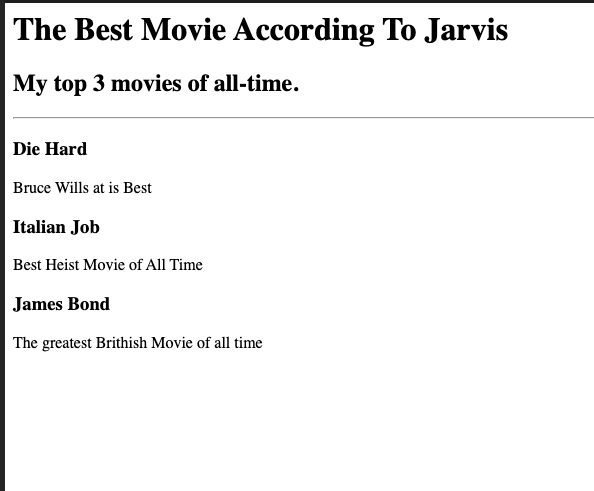 The Best Movie According To Jarvis
My top 3 movies of all-time.
Die Hard
Bruce Wills at is Best
Italian Job
Best Heist Movie of All Time
James Bond
The greatest Brithish Movie of all time